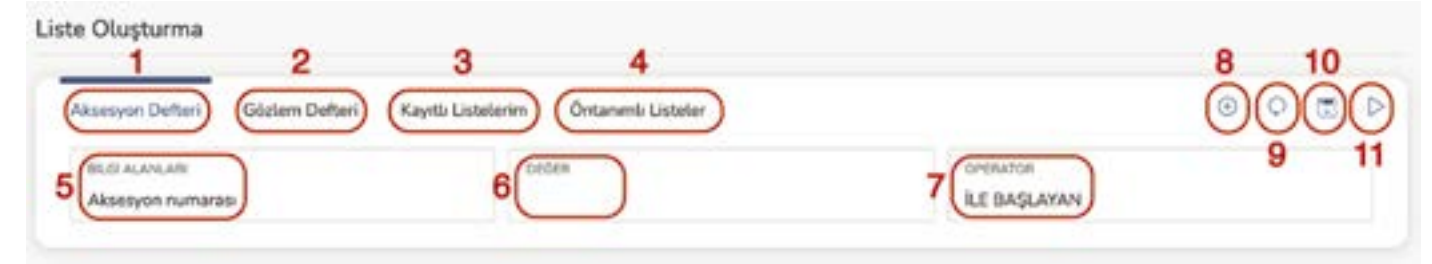 Liste Oluşturma
1 2 3 4 8 10
Aksesyon Defteri Gözlem Defteri Kayıtlı Listelerim Öntanımlı Listeler
9 11
5 BİLGİ ALANLARI 6 DEĞER 7 OPERATOR
Aksesyon numarası İLE BAŞLAYAN